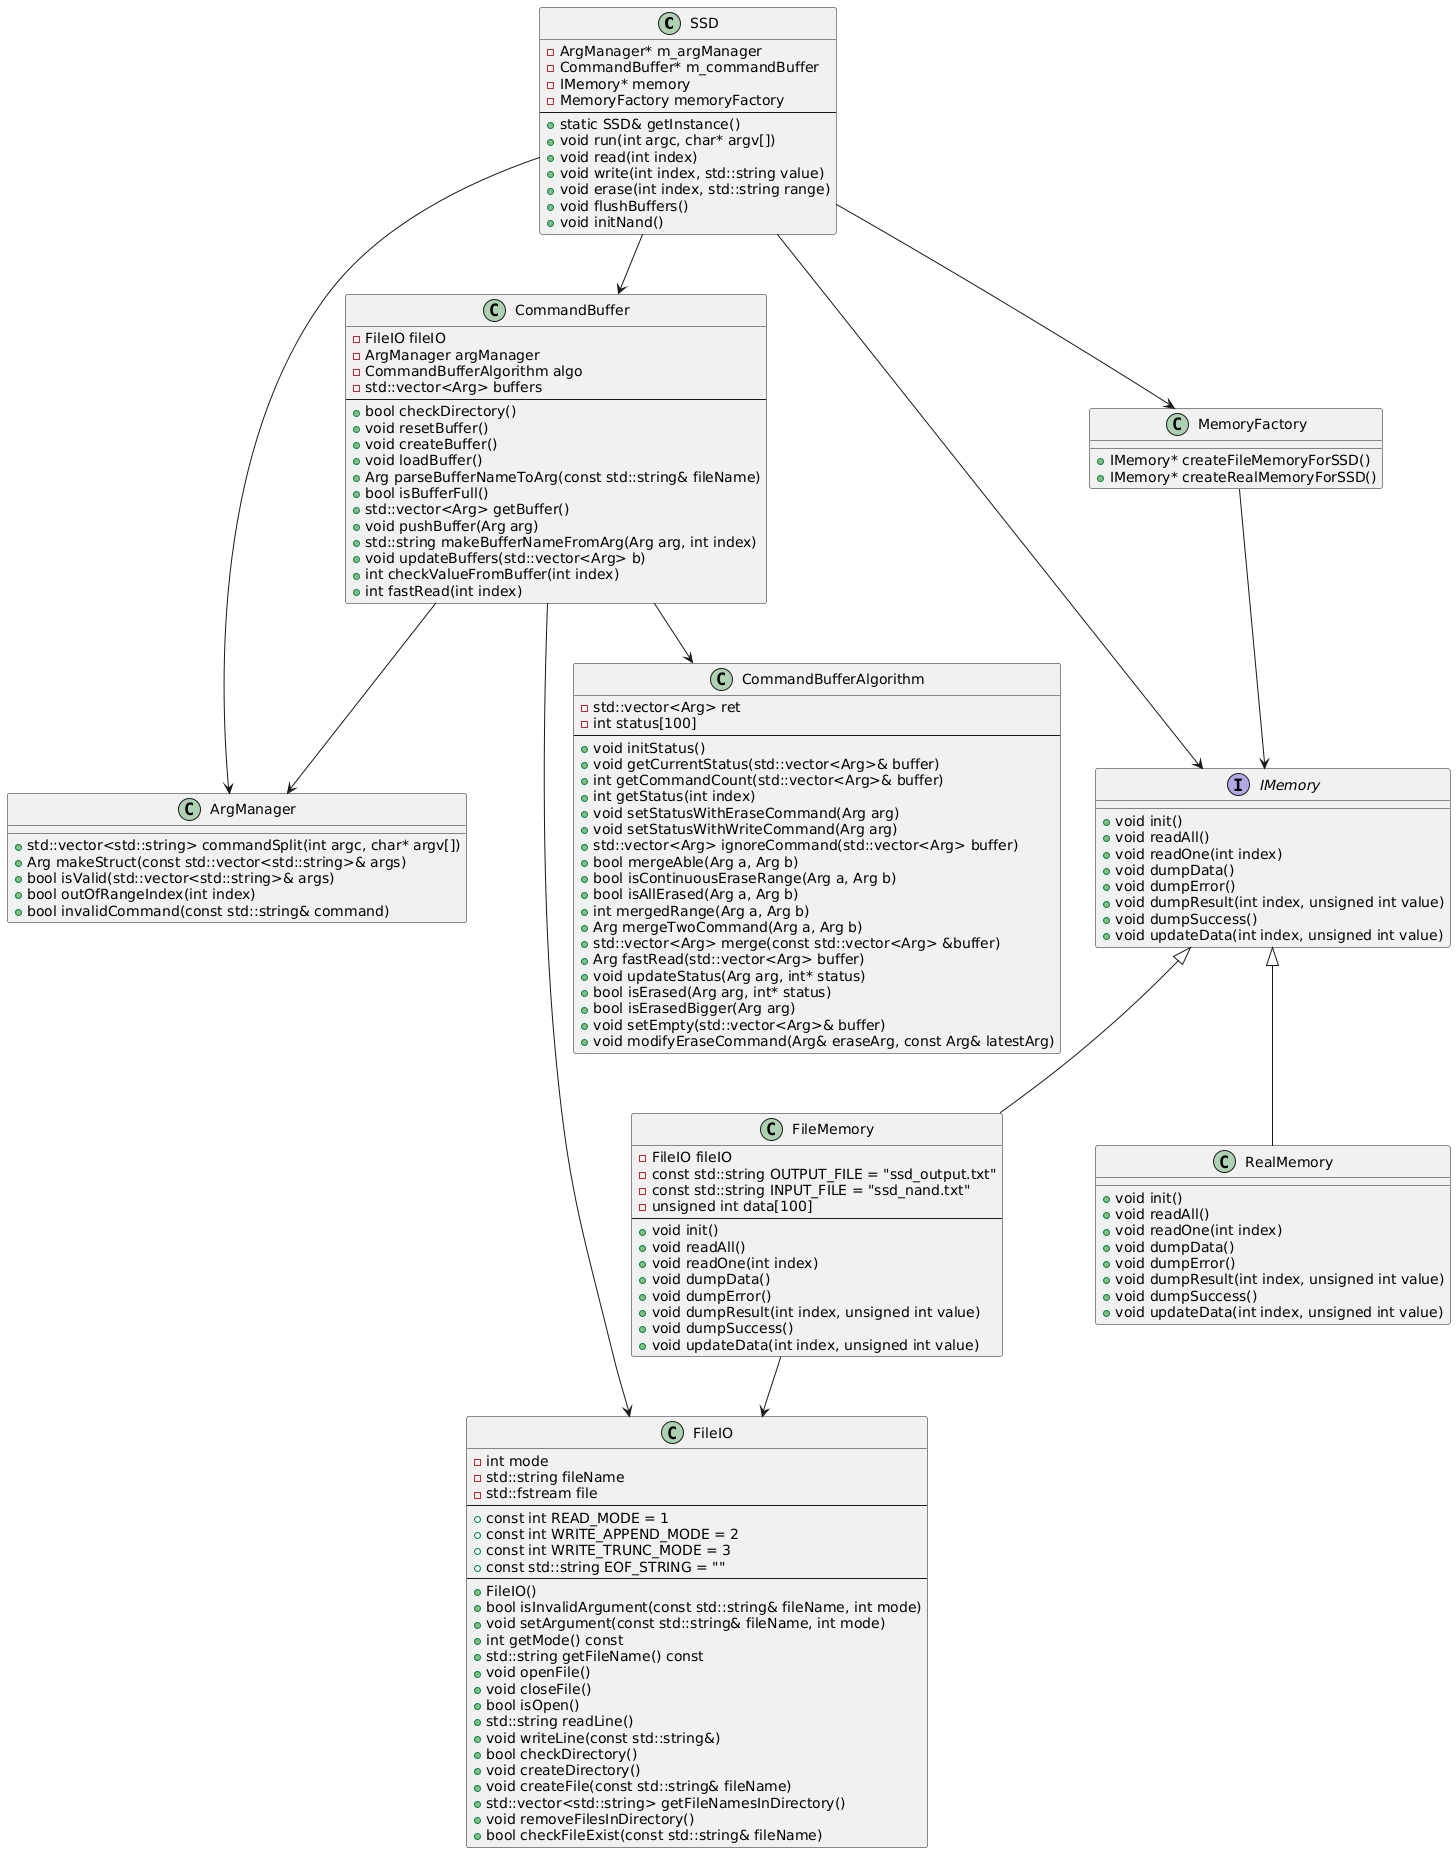 C SSD
ArgManager* m_argManager
CommandBuffer* m_commandBuffer
IMemory* memory
MemoryFactory memoryFactory
static SSD& getInstance()
void run(int argc, char* argv[])
void read(int index)
void write(int index, std::string value)
void erase(int index, std::string range)
void flushBuffers()
void initNand()
C CommandBuffer
FileIO fileIO
ArgManager argManager
CommandBufferAlgorithm algo
std::vector<Arg> buffers
bool checkDirectory()
void resetBuffer()
void createBuffer()
void loadBuffer()
Arg parseBufferNameToArg(const std::string& fileName)
bool isBufferFull()
std::vector<Arg> getBuffer()
void pushBuffer(Arg arg)
std::string makeBufferNameFromArg(Arg arg, int index)
void updateBuffers(std::vector<Arg> b)
int checkValueFromBuffer(int index)
int fastRead(int index)
C MemoryFactory
IMemory* createFileMemoryForSSD()
IMemory* createRealMemoryForSSD()
C CommandBufferAlgorithm
std::vector<Arg> ret
int status[100]
void initStatus()
void getCurrentStatus(std::vector<Arg>& buffer)
int getCommandCount(std::vector<Arg>& buffer)
int getStatus(int index)
void setStatusWithEraseCommand(Arg arg)
void setStatusWithWriteCommand(Arg arg)
std::vector<Arg> ignoreCommand(std::vector<Arg> buffer)
bool mergeAble(Arg a, Arg b)
bool isContinuousEraseRange(Arg a, Arg b)
bool isAllErased(Arg a, Arg b)
int mergedRange(Arg a, Arg b)
Arg mergeTwoCommand(Arg a, Arg b)
std::vector<Arg> merge(const std::vector<Arg> &buffer)
Arg fastRead(std::vector<Arg> buffer)
void updateStatus(Arg arg, int* status)
bool isErased(Arg arg, int* status)
bool isErasedBigger(Arg arg)
void setEmpty(std::vector<Arg>& buffer)
void modifyEraseCommand(Arg& eraseArg, const Arg& latestArg)
C ArgManager
std::vector<std::string> commandSplit(int argc, char* argv[])
Arg makeStruct(const std::vector<std::string>& args)
bool isValid(std::vector<std::string>& args)
bool outOfRangeIndex(int index)
bool invalidCommand(const std::string& command)
I IMemory
void init()
void readAll()
void readOne(int index)
void dumpData()
void dumpError()
void dumpResult(int index, unsigned int value)
void dumpSuccess()
void updateData(int index, unsigned int value)
C FileMemory
FileIO fileIO
const std::string OUTPUT_FILE = "ssd_output.txt"
const std::string INPUT_FILE = "ssd_nand.txt"
unsigned int data[100]
void init()
void readAll()
void readOne(int index)
void dumpData()
void dumpError()
void dumpResult(int index, unsigned int value)
void dumpSuccess()
void updateData(int index, unsigned int value)
C RealMemory
void init()
void readAll()
void readOne(int index)
void dumpData()
void dumpError()
void dumpResult(int index, unsigned int value)
void dumpSuccess()
void updateData(int index, unsigned int value)
C FileIO
int mode
std::string fileName
std::fstream file
const int READ_MODE = 1
const int WRITE_APPEND_MODE = 2
const int WRITE_TRUNC_MODE = 3
const std::string EOF_STRING = ""
FileIO()
bool isInvalidArgument(const std::string& fileName, int mode)
void setArgument(const std::string& fileName, int mode)
int getMode() const
std::string getFileName() const
void openFile()
void closeFile()
bool isOpen()
std::string readLine()
void writeLine(const std::string&)
bool checkDirectory()
void createDirectory()
void createFile(const std::string& fileName)
std::vector<std::string> getFileNamesInDirectory()
void removeFilesInDirectory()
bool checkFileExist(const std::string& fileName)